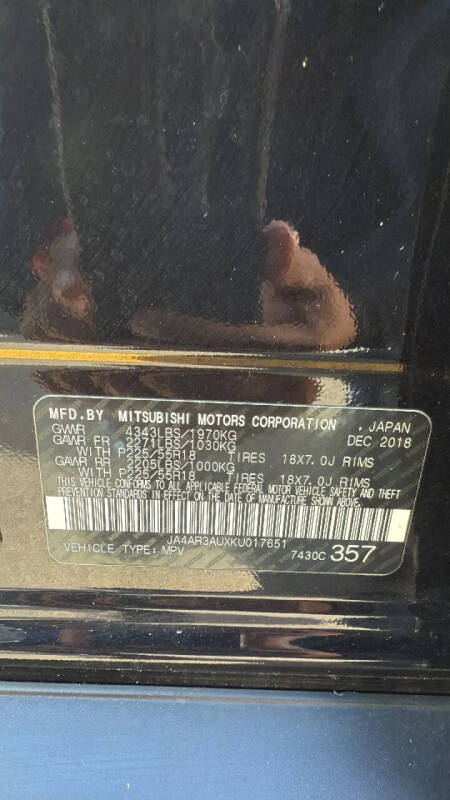 MFD.BY MITSUBISHI MOTORS CORPORATION . JAPAN
GVWR 4343LBS/1970KG DEC 2018
GAWR FR 2271LBS/1030KG
WITH P225/55R18 TIRES 18X7.0J RIMS
GAWR RR 2205LBS/1000KG
WITH P225/55R18 TIRES 18X7.0J RIMS
THIS VEHICLE CONFORMS TO ALL APPLICABLE FEDERAL MOTOR VEHICLE SAFETY AND THEFT
PREVENTION STANDARDS IN EFFECT ON THE DATE OF MANUFACTURE SHOWN ABOVE.
JA4AR3AUXKU017651
VEHICLE TYPE: MPV 7430C 357